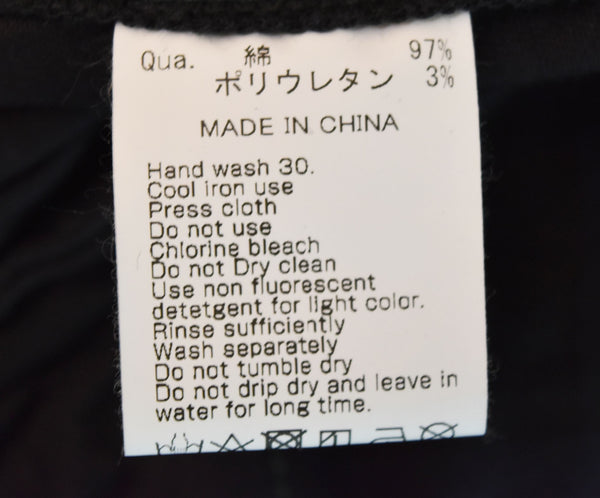 Qua. 綿 97%
ポリウレタン 3%
MADE IN CHINA
Hand wash 30.
Cool iron use
Press cloth
Do not use
Chlorine bleach
Do not Dry clean
Use non fluorescent
detetgent for light color.
Rinse sufficiently
Wash separately
Do not tumble dry
Do not drip dry and leave in
water for long time.